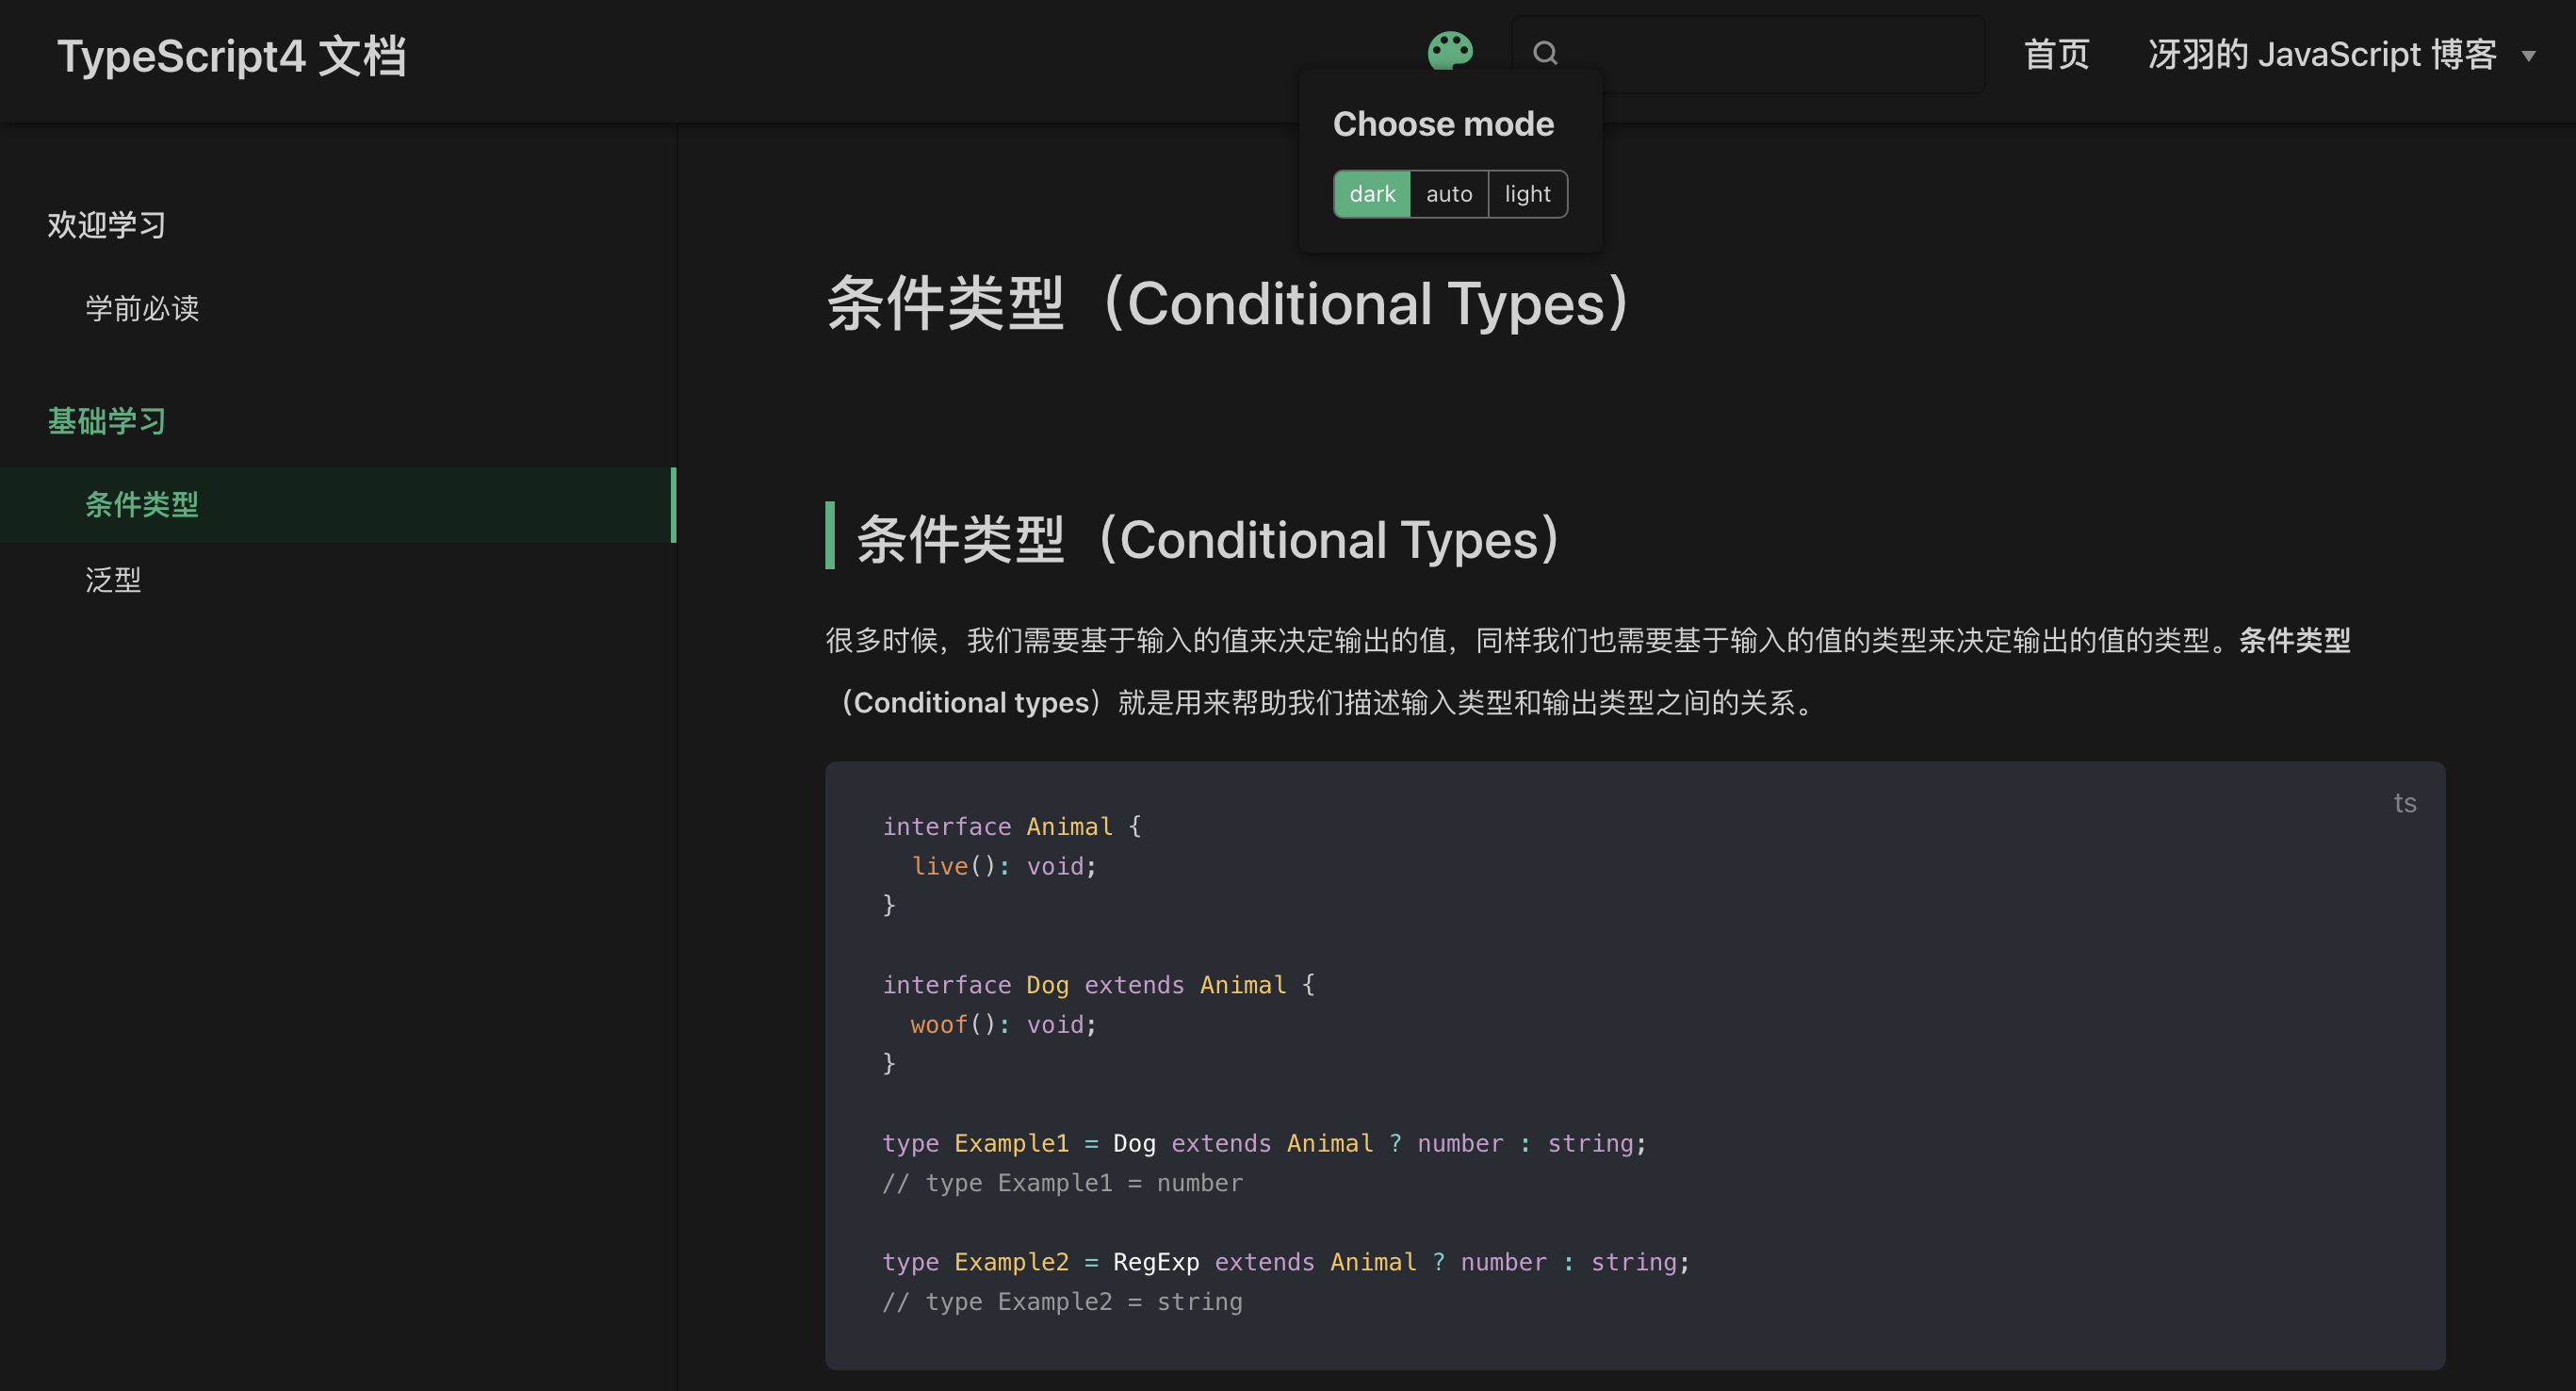 TypeScript4 文档
首页
冴羽的 JavaScript 博客
Choose mode
dark auto light
欢迎学习
学前必读
基础学习
条件类型
泛型
条件类型（Conditional Types）
条件类型（Conditional Types）
很多时候，我们需要基于输入的值来决定输出的值，同样我们也需要基于输入的值的类型来决定输出的值的类型。条件类型
（Conditional types）就是用来帮助我们描述输入类型和输出类型之间的关系。
ts
interface Animal {
  live(): void;
}
interface Dog extends Animal {
  woof(): void;
}
type Example1 = Dog extends Animal ? number : string;
// type Example1 = number
type Example2 = RegExp extends Animal ? number : string;
// type Example2 = string